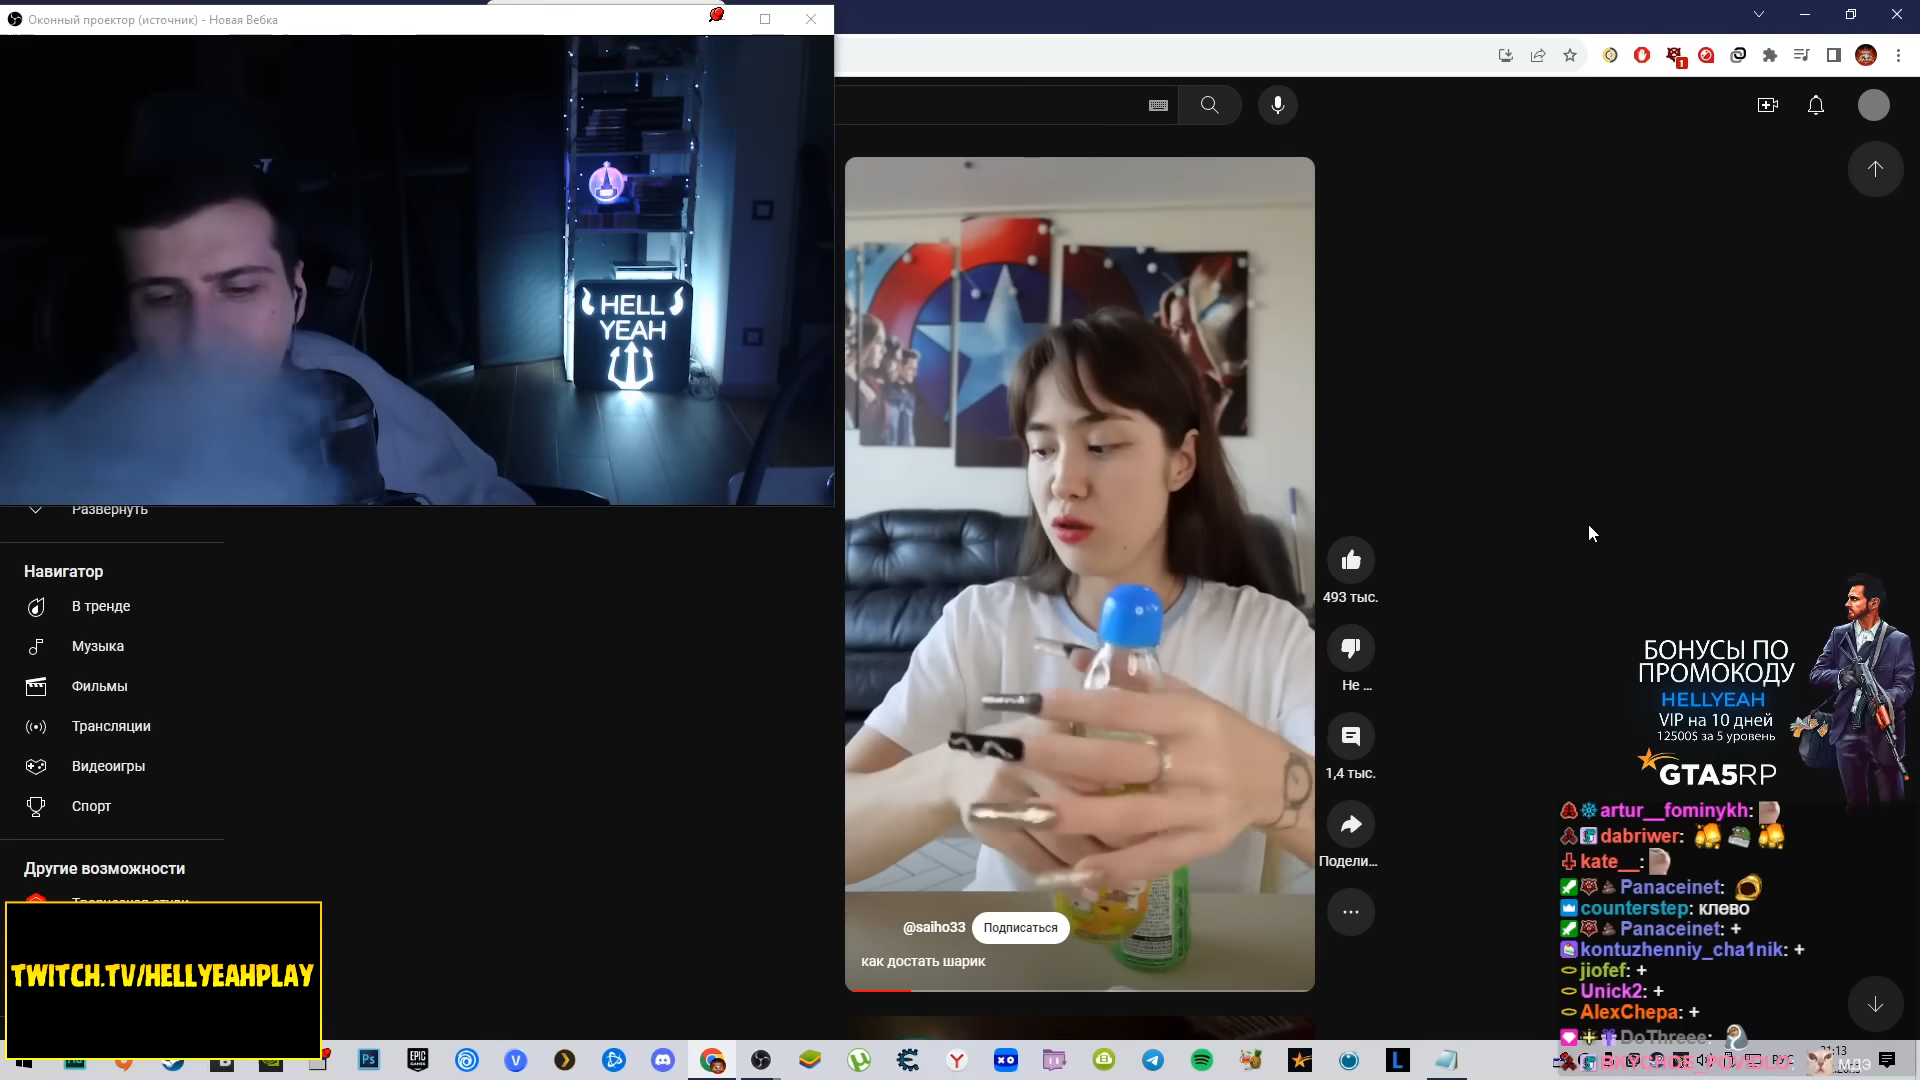 Оконный проектор (источник) - Новая Вебка
1
HELL
YEAH
Развернуть
Навигатор
В тренде
Музыка
Фильмы
Трансляции
Видеоигры
Спорт
Другие возможности
TWITCH.TV/HELLYEAHPLAY
@saiho33
Подписаться
как достать шарик
493 тыс.
Не ...
1,4 тыс.
Подели...
БОНУСЫ ПО
ПРОМОКОДУ
HELLYEAH
VIP на 10 дней
12500$ за 5 уровень
GTA5RP
artur__fominykh:
dabriwer:
kate__:
Panaceinet:
counterstep: клево
Panaceinet: +
kontuzhenniy_cha1nik: +
jiofef: +
Unick2: +
AlexChepa: +
DoThreee:
МДЭ